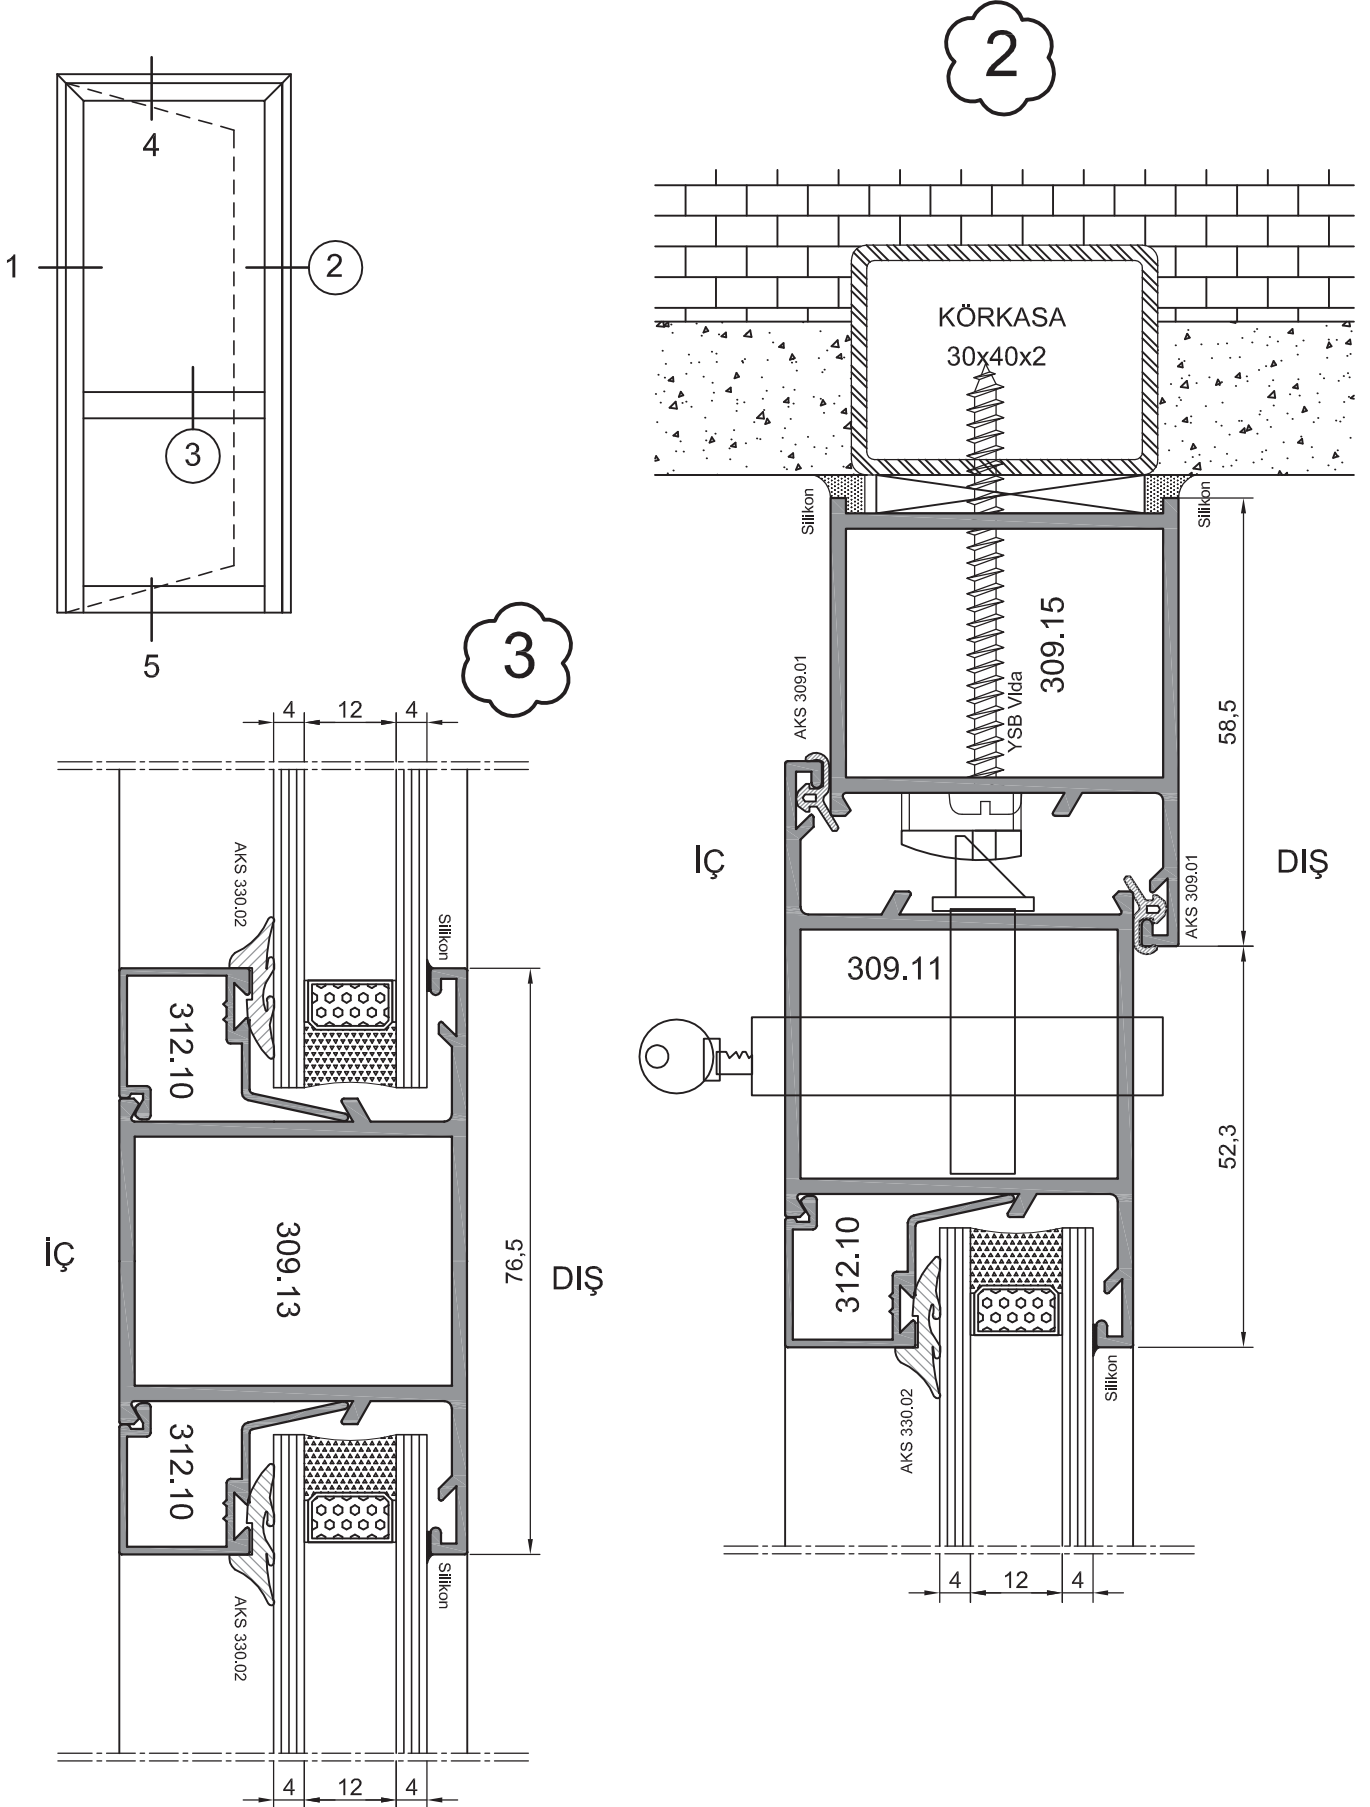 4
1
2
3
5
2
KÖRKASA
30x40x2
Silikon
Silikon
309.15
YSB Vida
AKS 309.01
58,5
İÇ
DIŞ
AKS 309.01
309.11
52,3
312.10
AKS 330.02
Silikon
4 12 4
3
4 12 4
AKS 330.02
Silikon
312.10
İÇ
309.13
76,5
DIŞ
312.10
AKS 330.02
Silikon
4 12 4